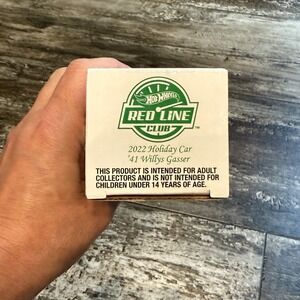 HOT WHEELS
RED LINE
CLUB™
2022 Holiday Car
'41 Willys Gasser
THIS PRODUCT IS INTENDED FOR ADULT
COLLECTORS AND IS NOT INTENDED FOR
CHILDREN UNDER 14 YEARS OF AGE.